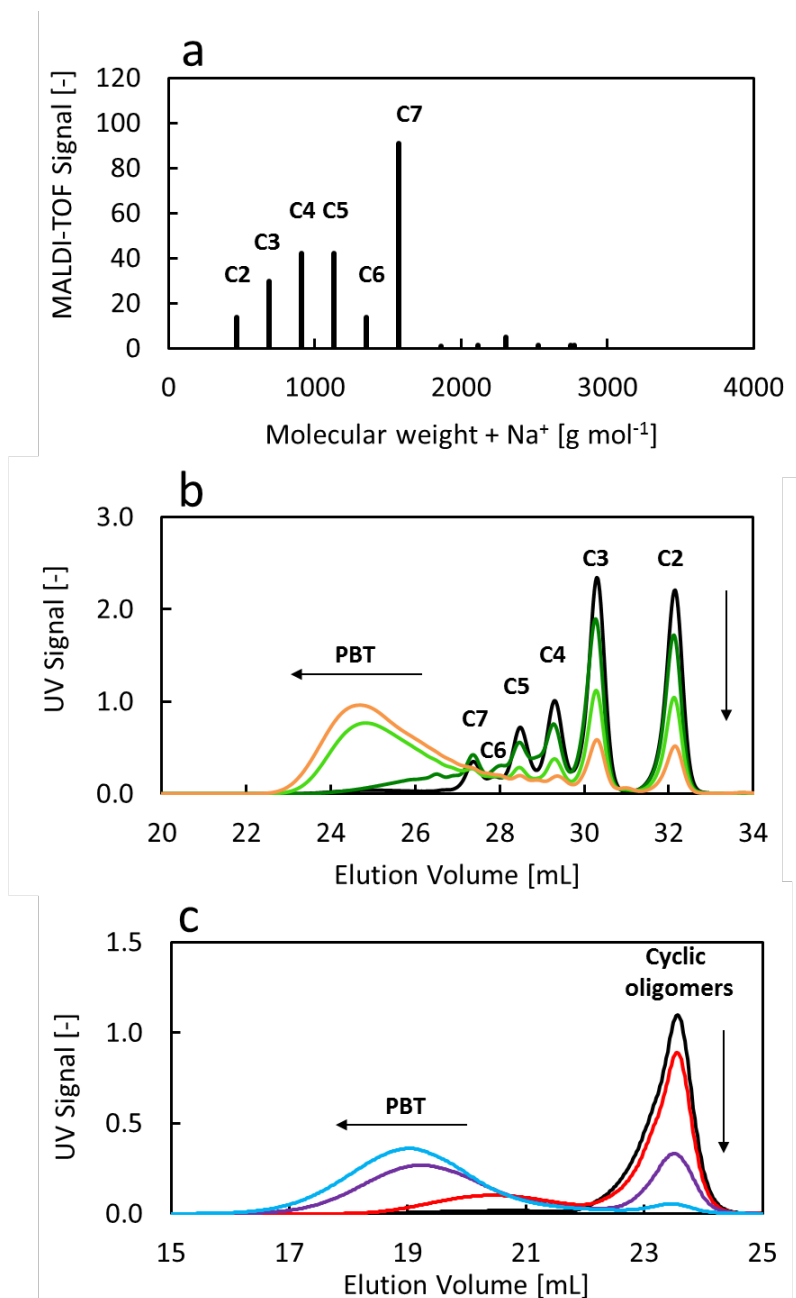 a
MALDI-TOF Signal [-]
120
100
80
60
40
20
0
C2
C3
C4
C5
C6
C7
0 1000 2000 3000 4000
Molecular weight + Na⁺ [g mol⁻¹]
b
UV Signal [-]
3.0
2.0
1.0
0.0
PBT
C7
C6
C5
C4
C3
C2
20 22 24 26 28 30 32 34
Elution Volume [mL]
c
UV Signal [-]
1.5
1.0
0.5
0.0
PBT
Cyclic
oligomers
15 17 19 21 23 25
Elution Volume [mL]